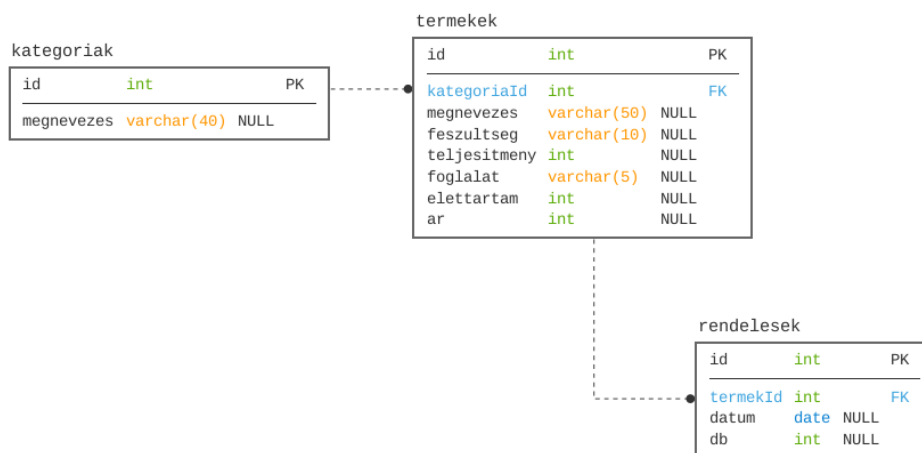 kategoriak
id int PK
megnevezes varchar(40) NULL
termekek
id int PK
kategoriaId int FK
megnevezes varchar(50) NULL
feszultseg varchar(10) NULL
teljesitmeny int NULL
foglalat varchar(5) NULL
elettartam int NULL
ar int NULL
rendelesek
id int PK
termekId int FK
datum date NULL
db int NULL